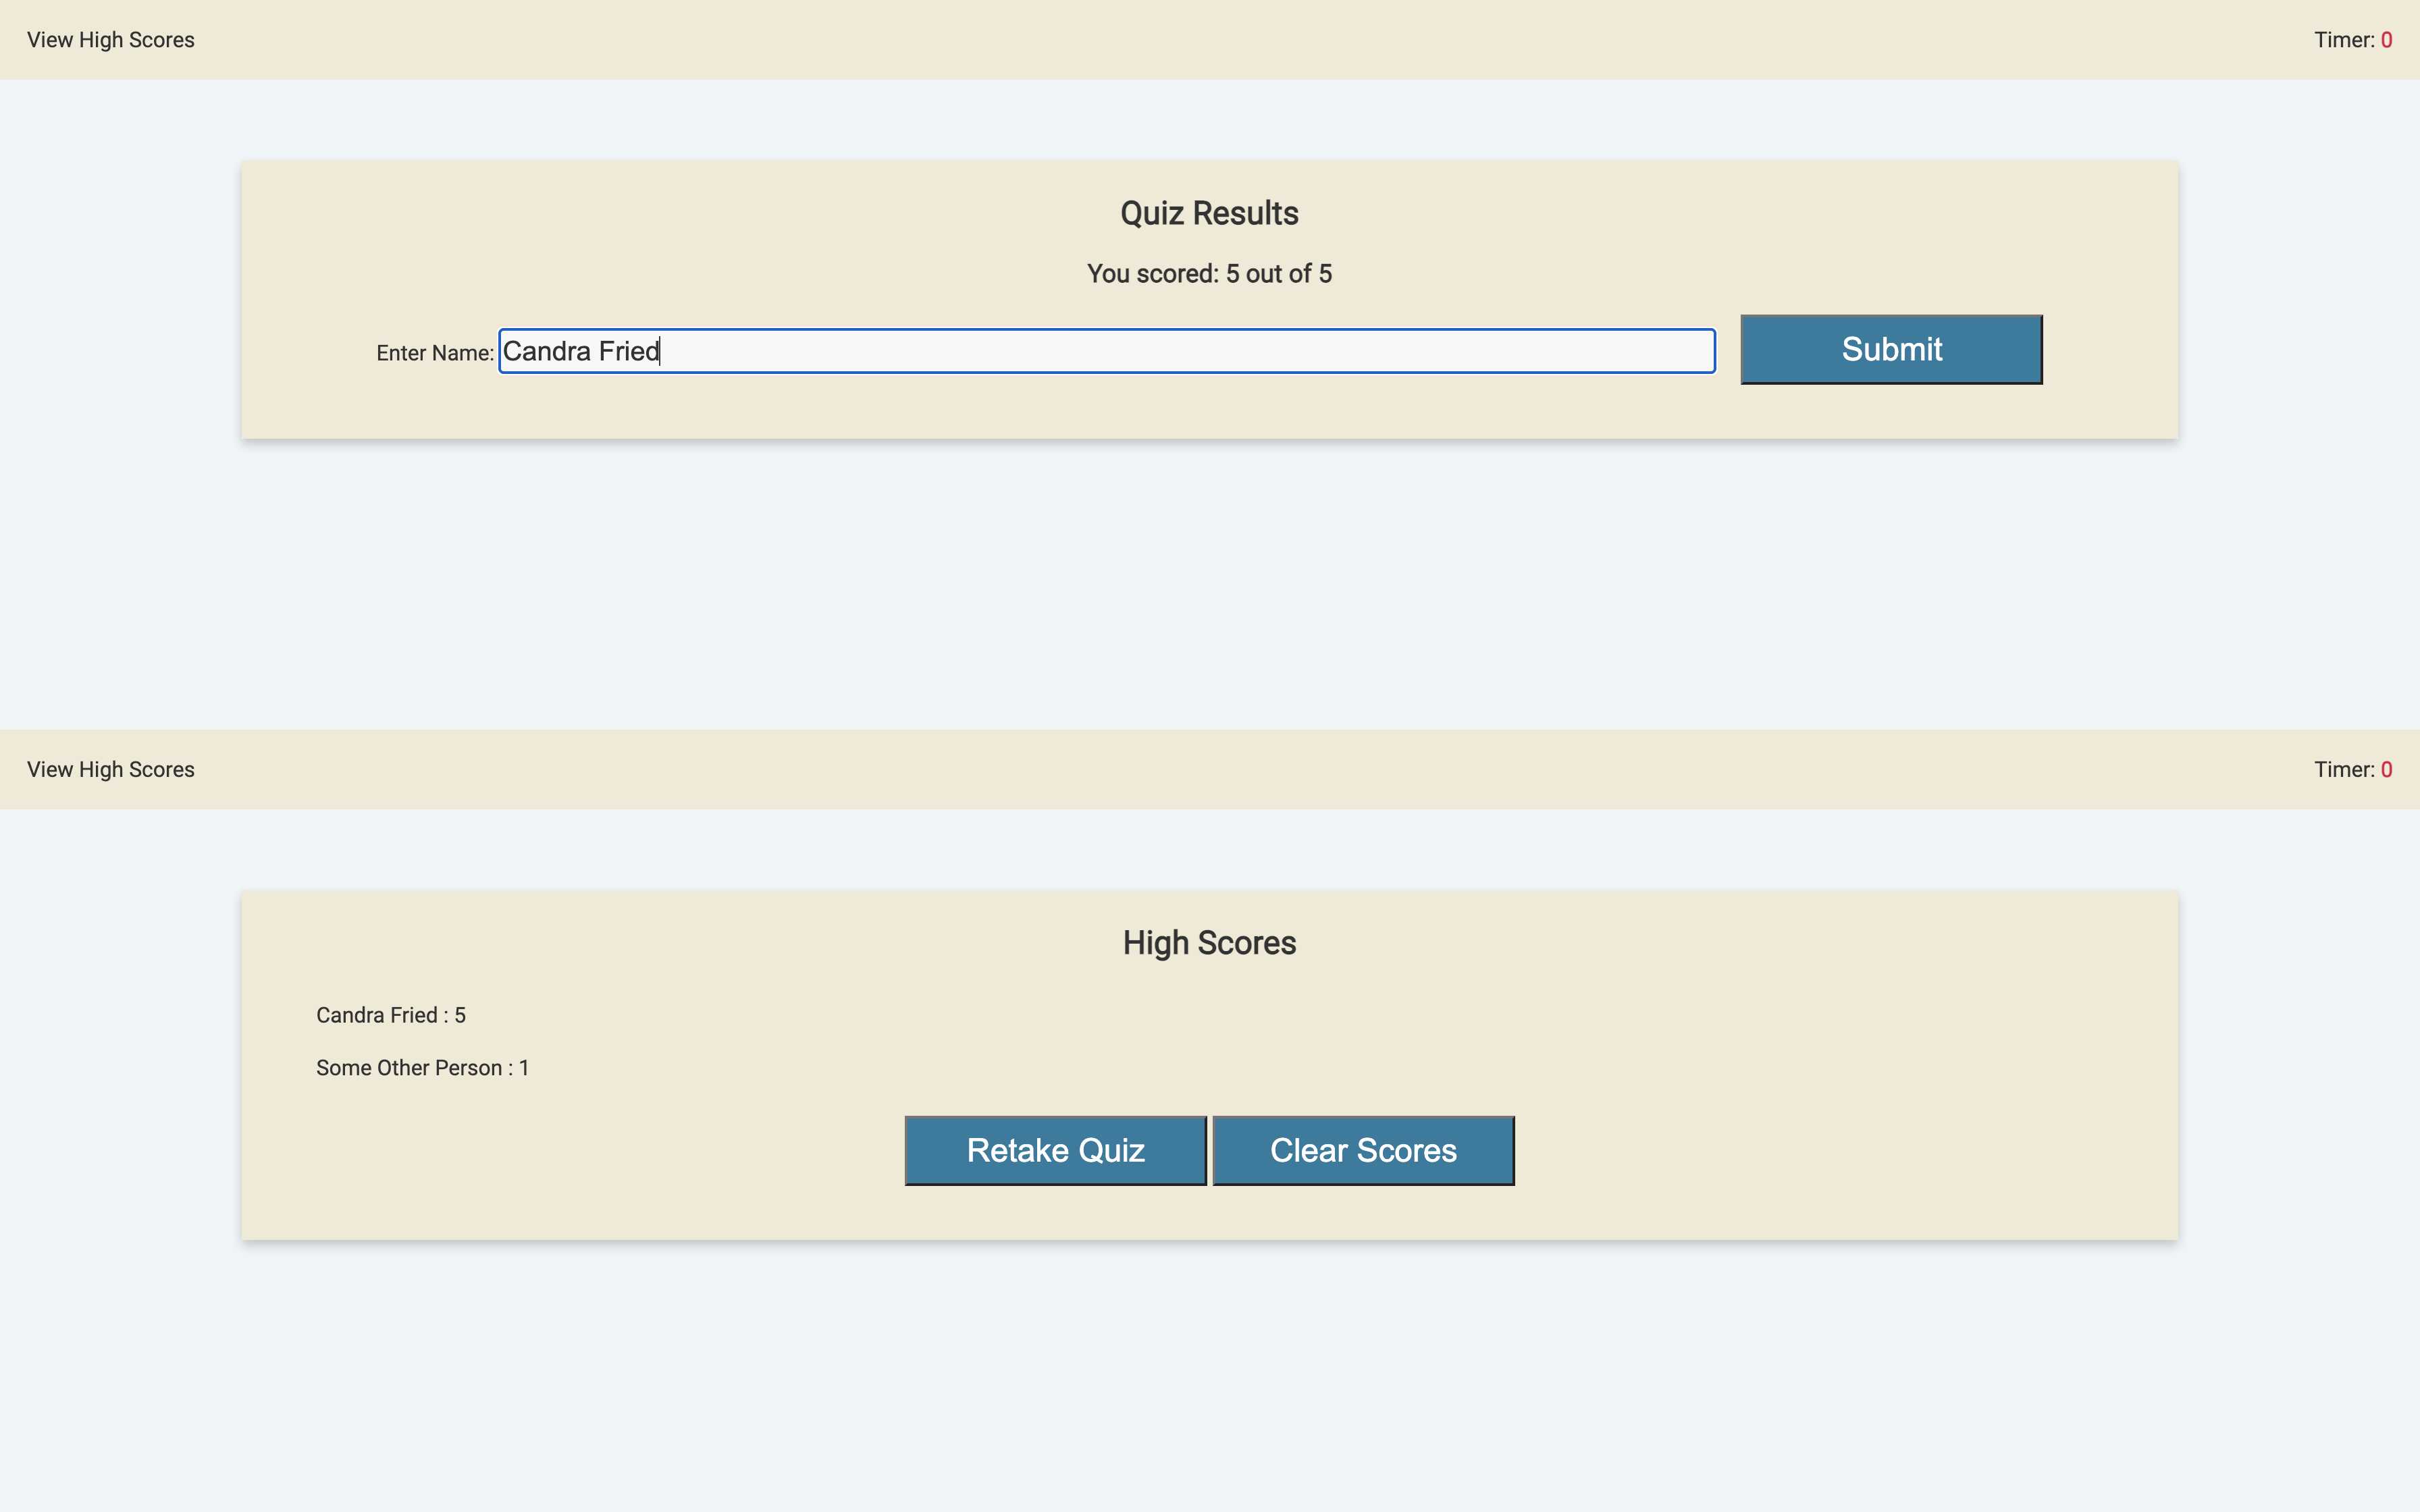 View High Scores Timer: 0
Quiz Results
You scored: 5 out of 5
Enter Name: Candra Fried Submit
View High Scores Timer: 0
High Scores
Candra Fried : 5
Some Other Person : 1
Retake Quiz Clear Scores